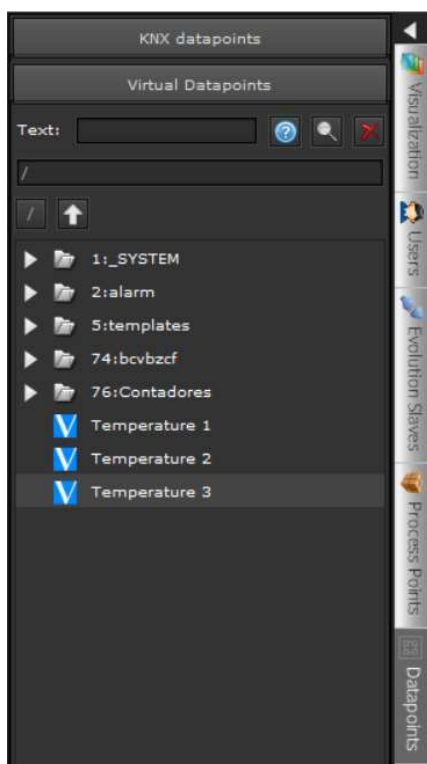 KNX datapoints
Virtual Datapoints
Text:
/
/
1:_SYSTEM
2:alarm
5:templates
74:bcvbzcf
76:Contadores
Temperature 1
Temperature 2
Temperature 3
Visualization
Users
Evolution Slaves
Process Points
Datapoints